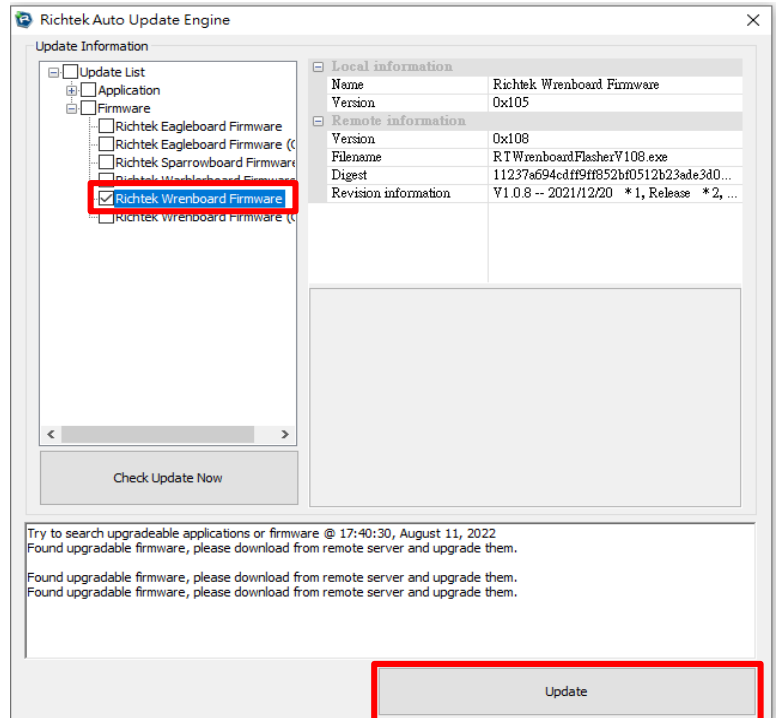 Richtek Auto Update Engine
Update Information
Update List
Application
Firmware
Richtek Eagleboard Firmware
Richtek Eagleboard Firmware (
Richtek Sparrowboard Firmware
Richtek Warblerboard Firmware
Richtek Wrenboard Firmware
Richtek Wrenboard Firmware (
Check Update Now
Local information
Name Richtek Wrenboard Firmware
Version 0x105
Remote information
Version 0x108
Filename RTWrenboardFlasherV108.exe
Digest 11237a694cdff9ff852bf0512b23ade3d0...
Revision information V1.0.8 -- 2021/12/20 *1, Release *2, ...
Try to search upgradeable applications or firmware @ 17:40:30, August 11, 2022
Found upgradable firmware, please download from remote server and upgrade them.
Found upgradable firmware, please download from remote server and upgrade them.
Found upgradable firmware, please download from remote server and upgrade them.
Update